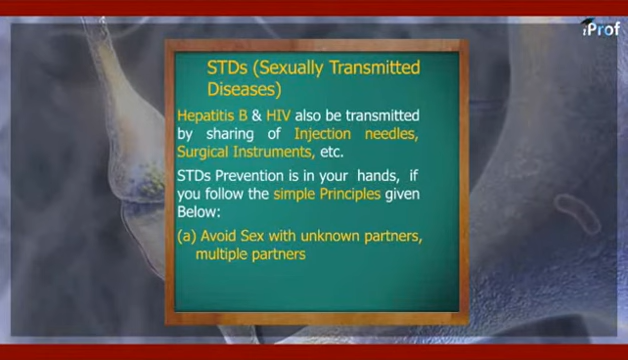 iProf
STDs (Sexually Transmitted
Diseases)
Hepatitis B & HIV also be transmitted
by sharing of Injection needles,
Surgical Instruments, etc.
STDs Prevention is in your hands, if
you follow the simple Principles given
Below:
(a) Avoid Sex with unknown partners,
multiple partners